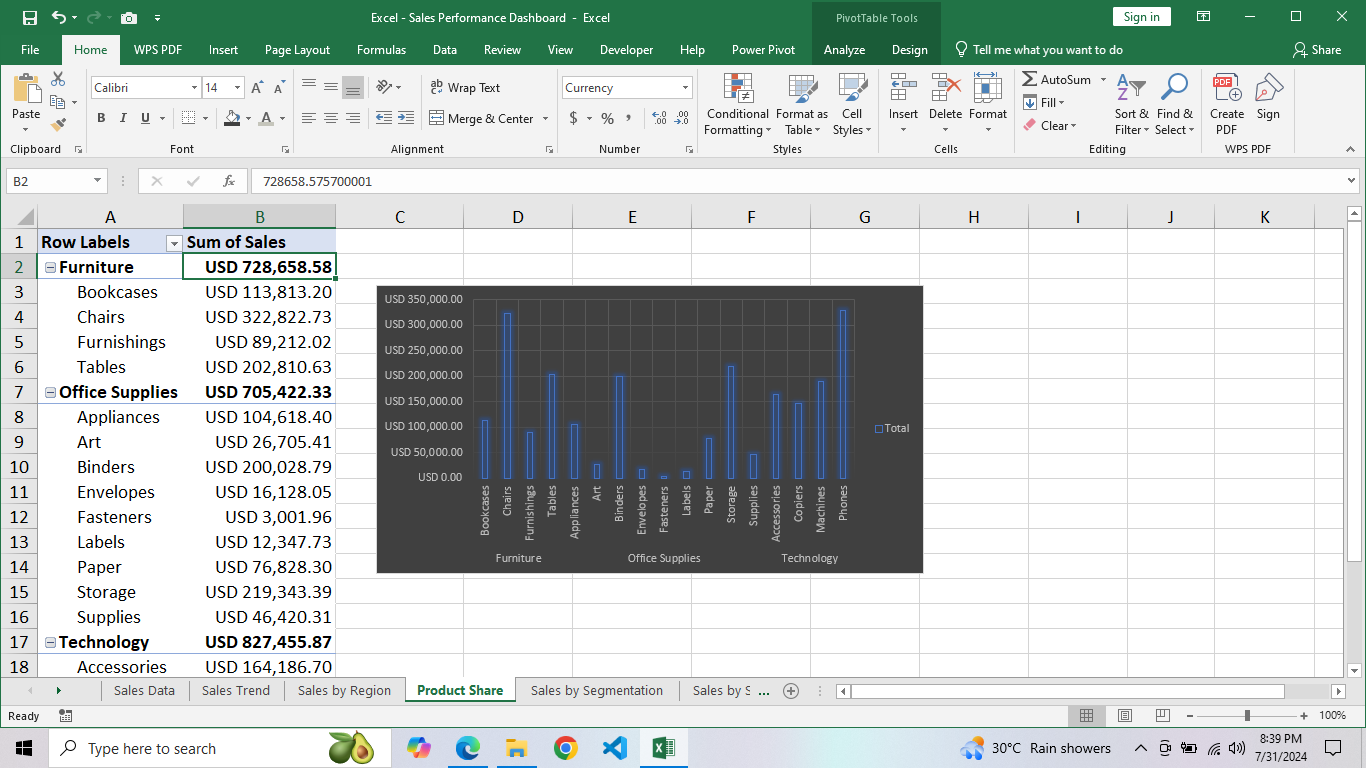 Excel - Sales Performance Dashboard - Excel
PivotTable Tools
Sign in
File Home WPS PDF Insert Page Layout Formulas Data Review View Developer Help Power Pivot Analyze Design Tell me what you want to do Share
Paste
Clipboard
Calibri 14
B I U
Font
Wrap Text
Merge & Center
Alignment
Currency
$ % ,
Number
Conditional Formatting
Format as Table
Cell Styles
Styles
Insert Delete Format
Cells
AutoSum
Fill
Clear
Sort & Filter
Find & Select
Editing
Create PDF
Sign
WPS PDF
B2 fx 728658.575700001
A B C D E F G H I J K
1 Row Labels Sum of Sales
2 Furniture USD 728,658.58
3 Bookcases USD 113,813.20
4 Chairs USD 322,822.73
5 Furnishings USD 89,212.02
6 Tables USD 202,810.63
7 Office Supplies USD 705,422.33
8 Appliances USD 104,618.40
9 Art USD 26,705.41
10 Binders USD 200,028.79
11 Envelopes USD 16,128.05
12 Fasteners USD 3,001.96
13 Labels USD 12,347.73
14 Paper USD 76,828.30
15 Storage USD 219,343.39
16 Supplies USD 46,420.31
17 Technology USD 827,455.87
18 Accessories USD 164,186.70
USD 350,000.00
USD 300,000.00
USD 250,000.00
USD 200,000.00
USD 150,000.00
USD 100,000.00
USD 50,000.00
USD 0.00
Bookcases Chairs Furnishings Tables Appliances Art Binders Envelopes Fasteners Labels Paper Storage Supplies Accessories Copiers Machines Phones
Furniture Office Supplies Technology
Total
Sales Data Sales Trend Sales by Region Product Share Sales by Segmentation Sales by S ...
Ready
100%
Type here to search
30°C Rain showers
8:39 PM
7/31/2024